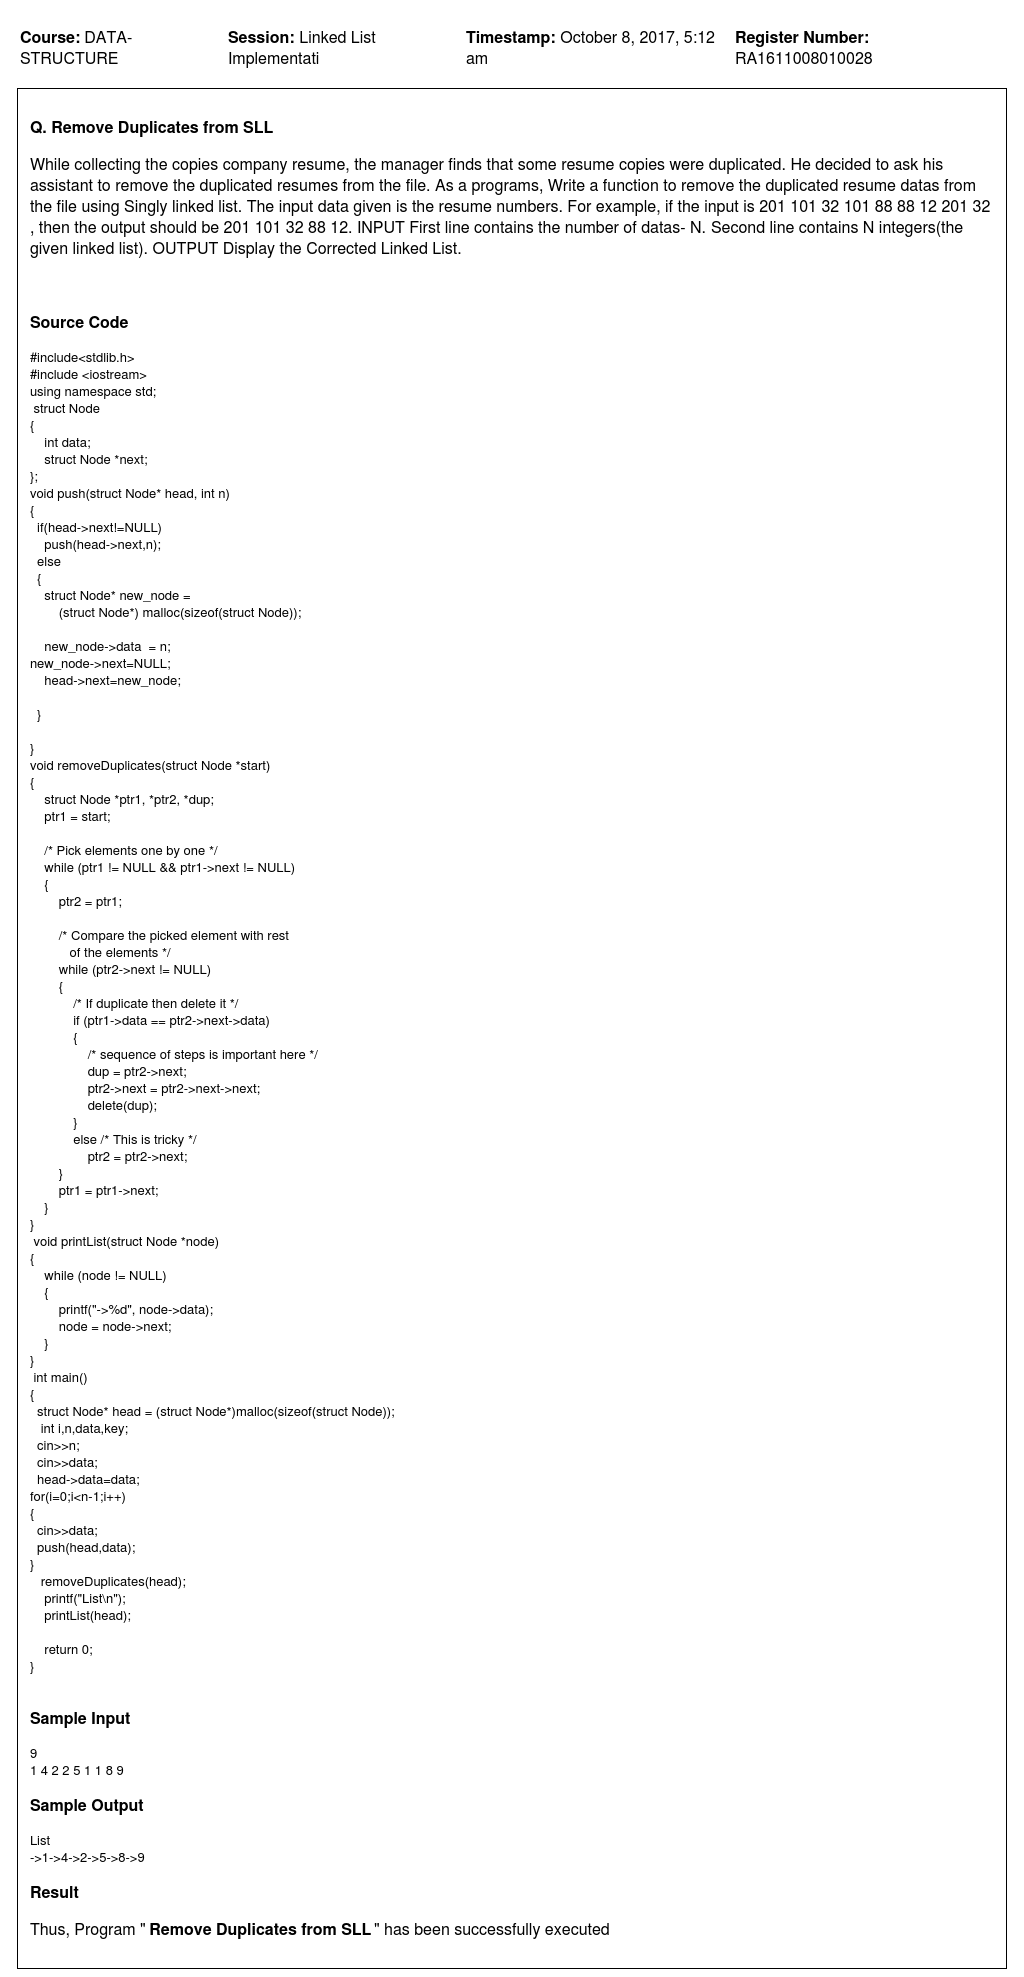 Course: DATA-STRUCTURE
Session: Linked List Implementati
Timestamp: October 8, 2017, 5:12 am
Register Number: RA1611008010028
Q. Remove Duplicates from SLL
While collecting the copies company resume, the manager finds that some resume copies were duplicated. He decided to ask his
assistant to remove the duplicated resumes from the file. As a programs, Write a function to remove the duplicated resume datas from
the file using Singly linked list. The input data given is the resume numbers. For example, if the input is 201 101 32 101 88 88 12 201 32
, then the output should be 201 101 32 88 12. INPUT First line contains the number of datas- N. Second line contains N integers(the
given linked list). OUTPUT Display the Corrected Linked List.
Source Code
#include<stdlib.h>
#include <iostream>
using namespace std;
 struct Node
{
    int data;
    struct Node *next;
};
void push(struct Node* head, int n)
{
  if(head->next!=NULL)
    push(head->next,n);
  else
  {
    struct Node* new_node =
        (struct Node*) malloc(sizeof(struct Node));
    new_node->data  = n;
new_node->next=NULL;
    head->next=new_node;
  }
}
void removeDuplicates(struct Node *start)
{
    struct Node *ptr1, *ptr2, *dup;
    ptr1 = start;
    /* Pick elements one by one */
    while (ptr1 != NULL && ptr1->next != NULL)
    {
        ptr2 = ptr1;
        /* Compare the picked element with rest
           of the elements */
        while (ptr2->next != NULL)
        {
            /* If duplicate then delete it */
            if (ptr1->data == ptr2->next->data)
            {
                /* sequence of steps is important here */
                dup = ptr2->next;
                ptr2->next = ptr2->next->next;
                delete(dup);
            }
            else /* This is tricky */
                ptr2 = ptr2->next;
        }
        ptr1 = ptr1->next;
    }
}
 void printList(struct Node *node)
{
    while (node != NULL)
    {
        printf("->%d", node->data);
        node = node->next;
    }
}
 int main()
{
  struct Node* head = (struct Node*)malloc(sizeof(struct Node));
   int i,n,data,key;
  cin>>n;
  cin>>data;
  head->data=data;
for(i=0;i<n-1;i++)
{
  cin>>data;
  push(head,data);
}
   removeDuplicates(head);
    printf("List\n");
    printList(head);
    return 0;
}
Sample Input
9
1 4 2 2 5 1 1 8 9
Sample Output
List
->1->4->2->5->8->9
Result
Thus, Program " Remove Duplicates from SLL " has been successfully executed